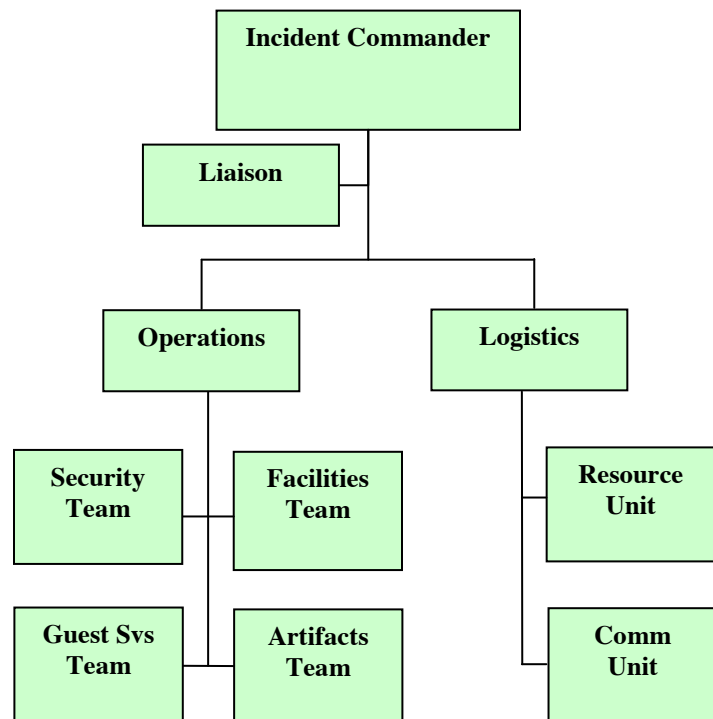 Incident Commander
Liaison
Operations
Logistics
Security
Team
Facilities
Team
Resource
Unit
Guest Svs
Team
Artifacts
Team
Comm
Unit